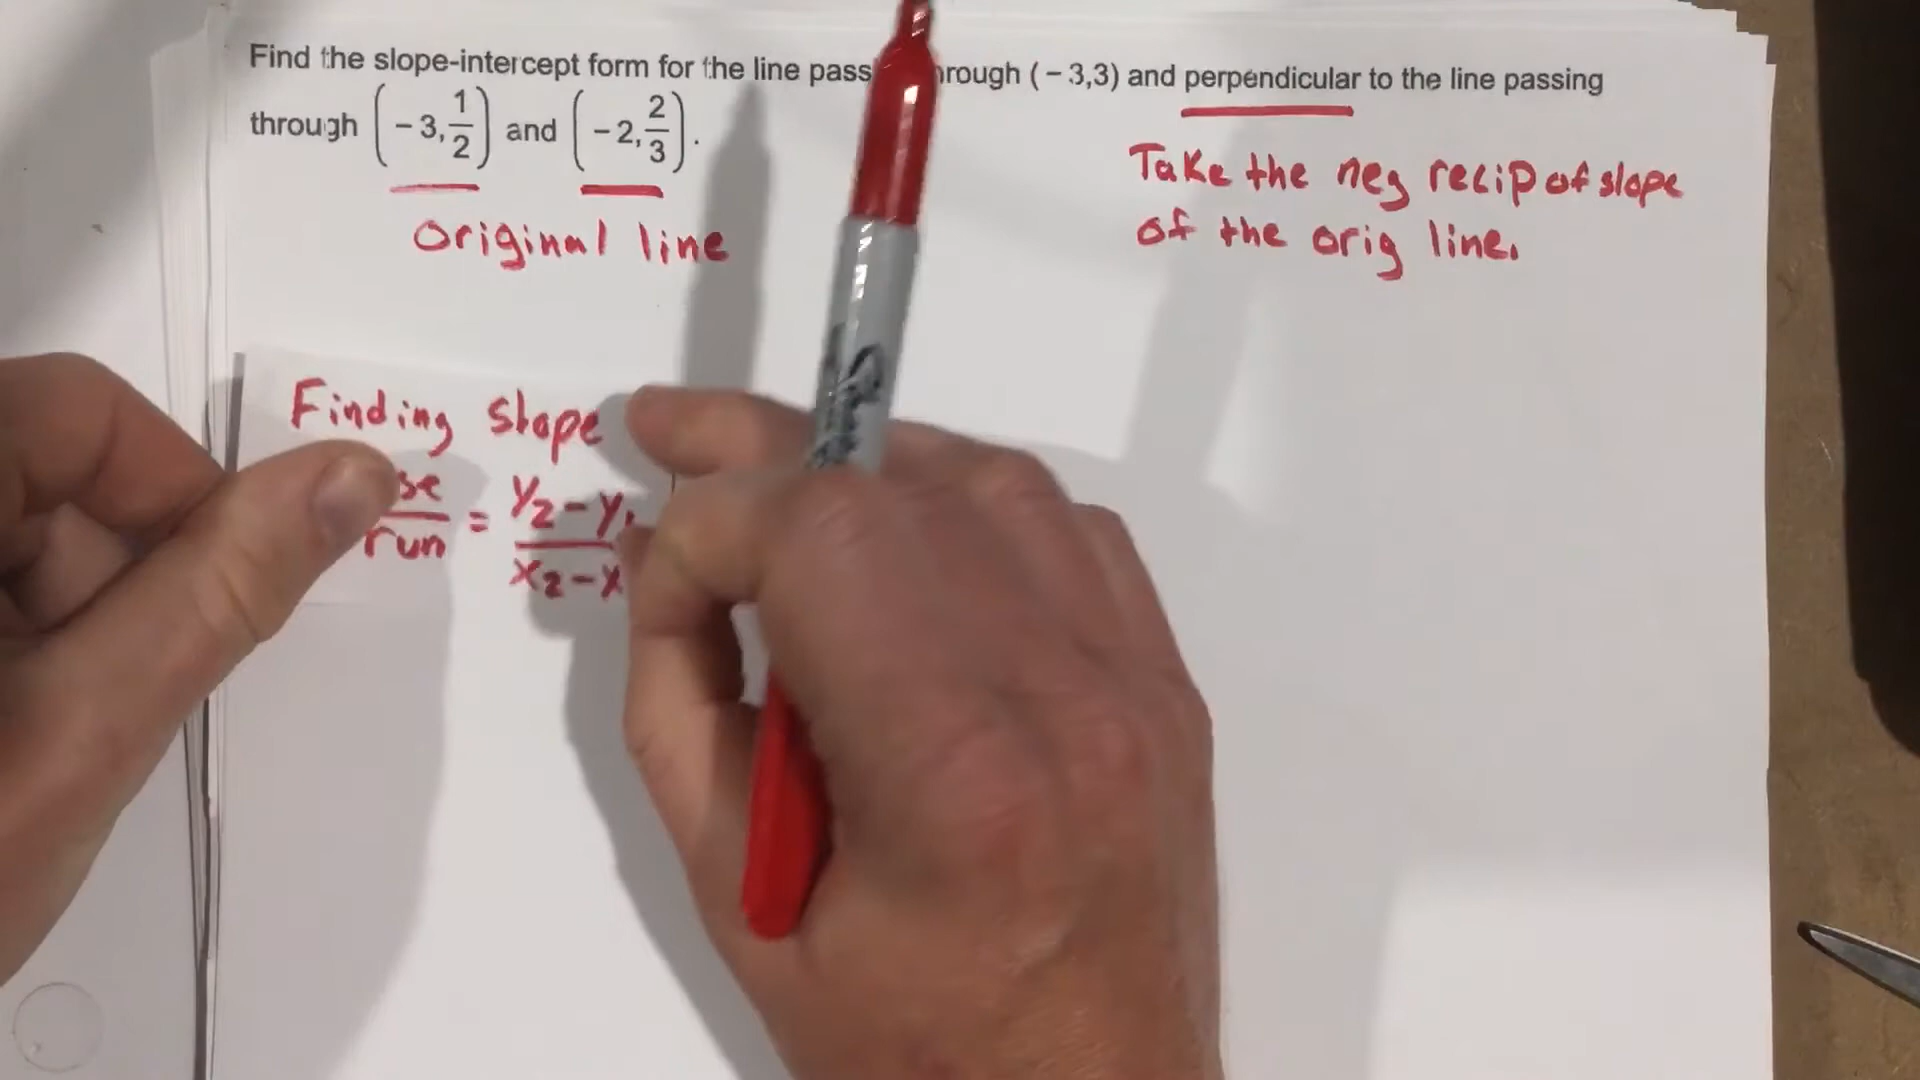 Find the slope-intercept form for the line pass rough (-3,3) and perpendicular to the line passing
through (-3, 1/2) and (-2, 2/3).
Take the neg recip of slope
of the orig line.
Original line
Finding slope
se/run = y2-y1/x2-x